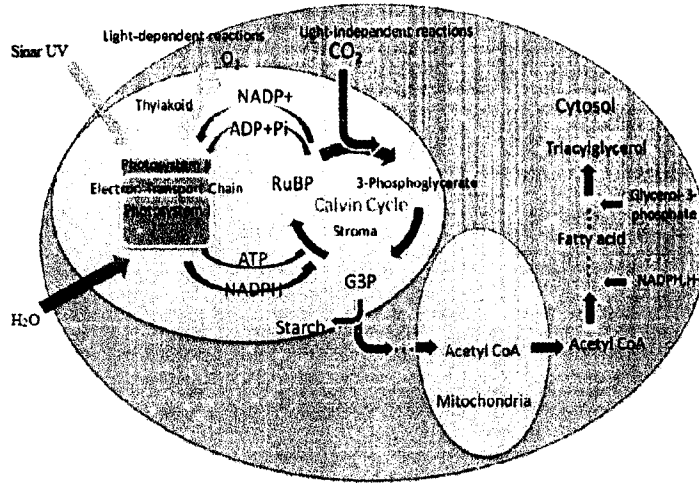 Light-dependent reactions
Light-independent reactions
Sinar UV
O₂
CO₂
Thylakoid
NADP+
ADP+Pi
Cytosol
Triacylglycerol
Photosystem I
Electron Transport Chain
Photosystem
RuBP
3-Phosphoglycerate
Calvin Cycle
Stroma
Glycerol-3-
phosphate
Fatty acid
ATP
NADPH
G3P
NADPH,H+
H₂O
Starch
Acetyl CoA
Acetyl CoA
Mitochondria